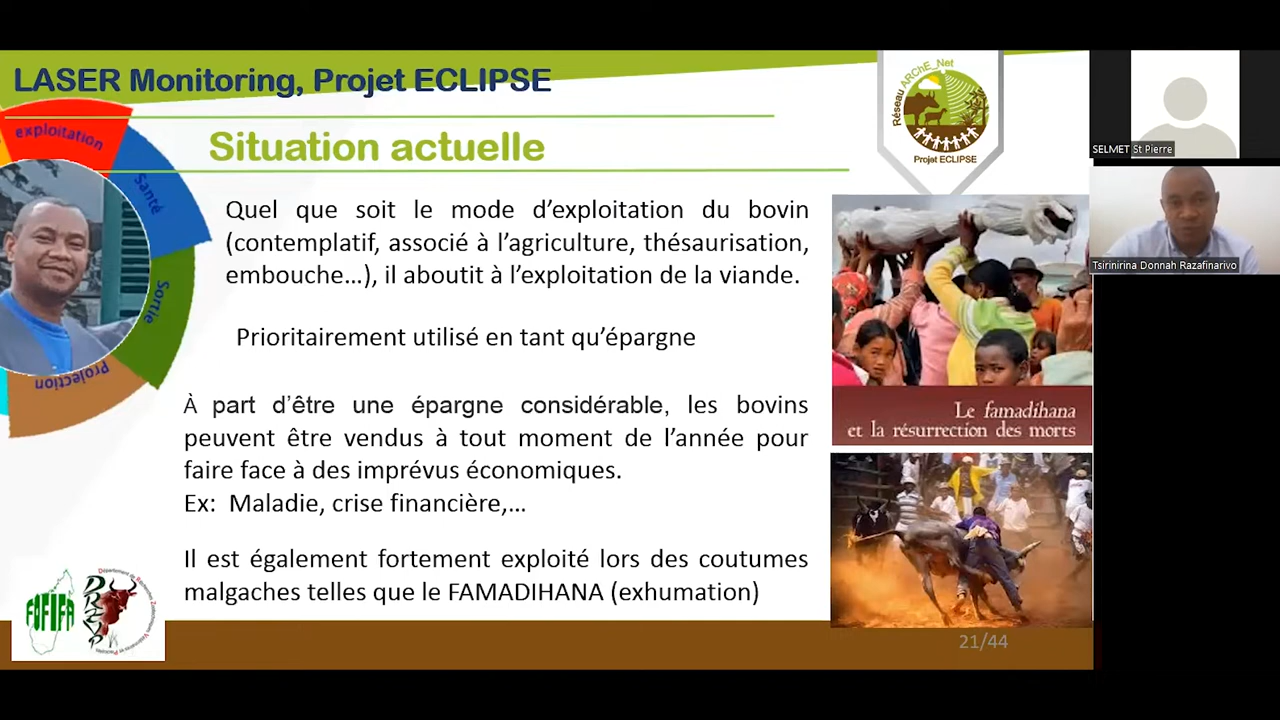 LASER Monitoring, Projet ECLIPSE
Situation actuelle
exploitation
Santé
Sortie
Projection
Réseau ARChE_Net
Projet ECLIPSE
Quel que soit le mode d’exploitation du bovin
(contemplatif, associé à l’agriculture, thésaurisation,
embouche…), il aboutit à l’exploitation de la viande.
Prioritairement utilisé en tant qu’épargne
À part d’être une épargne considérable, les bovins
peuvent être vendus à tout moment de l’année pour
faire face à des imprévus économiques.
Ex: Maladie, crise financière,…
Il est également fortement exploité lors des coutumes
malgaches telles que le FAMADIHANA (exhumation)
Le famadihana
et la résurrection des morts
FOFIFA
DRZVP
21/44
SELMET St Pierre
Tsirinirina Donnah Razafinarivo